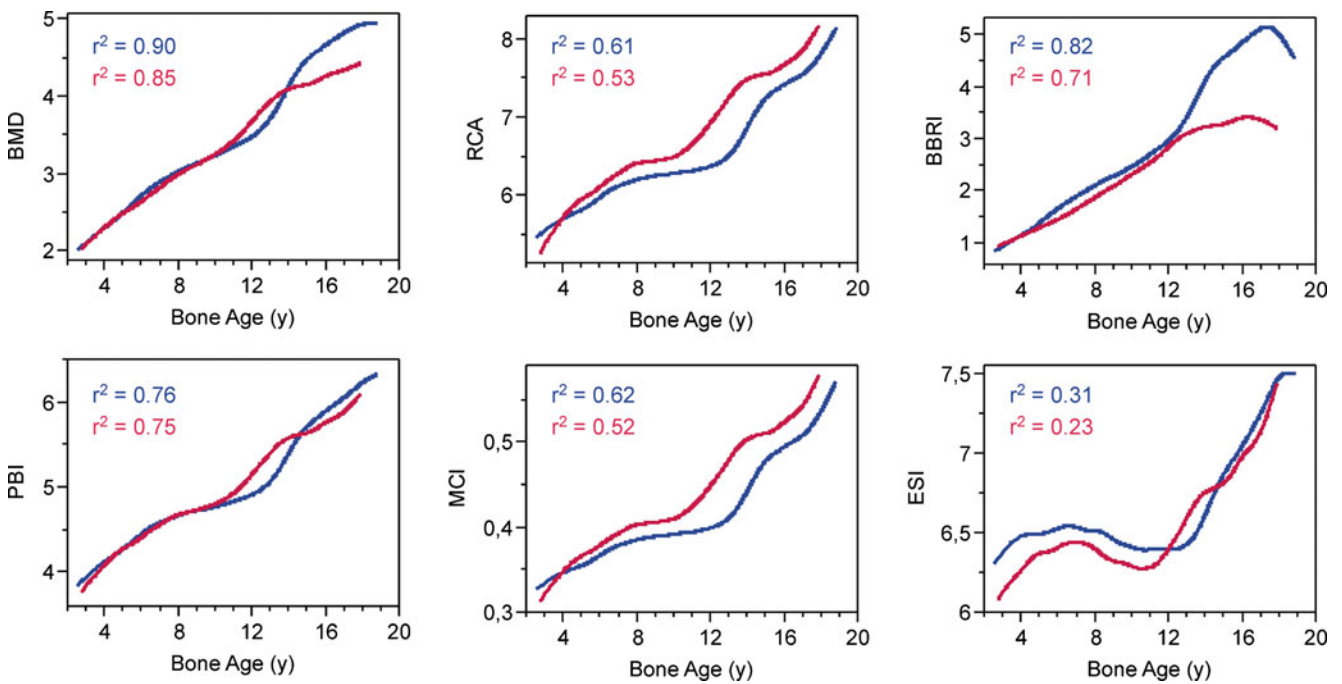 BMD
5
4
3
2
r² = 0.90
r² = 0.85
4 8 12 16 20
Bone Age (y)
RCA
8
7
6
r² = 0.61
r² = 0.53
4 8 12 16 20
Bone Age (y)
BBRI
5
4
3
2
1
r² = 0.82
r² = 0.71
4 8 12 16 20
Bone Age (y)
PBI
6
5
4
r² = 0.76
r² = 0.75
4 8 12 16 20
Bone Age (y)
MCI
0,5
0,4
0,3
r² = 0.62
r² = 0.52
4 8 12 16 20
Bone Age (y)
ESI
7,5
7
6,5
6
r² = 0.31
r² = 0.23
4 8 12 16 20
Bone Age (y)